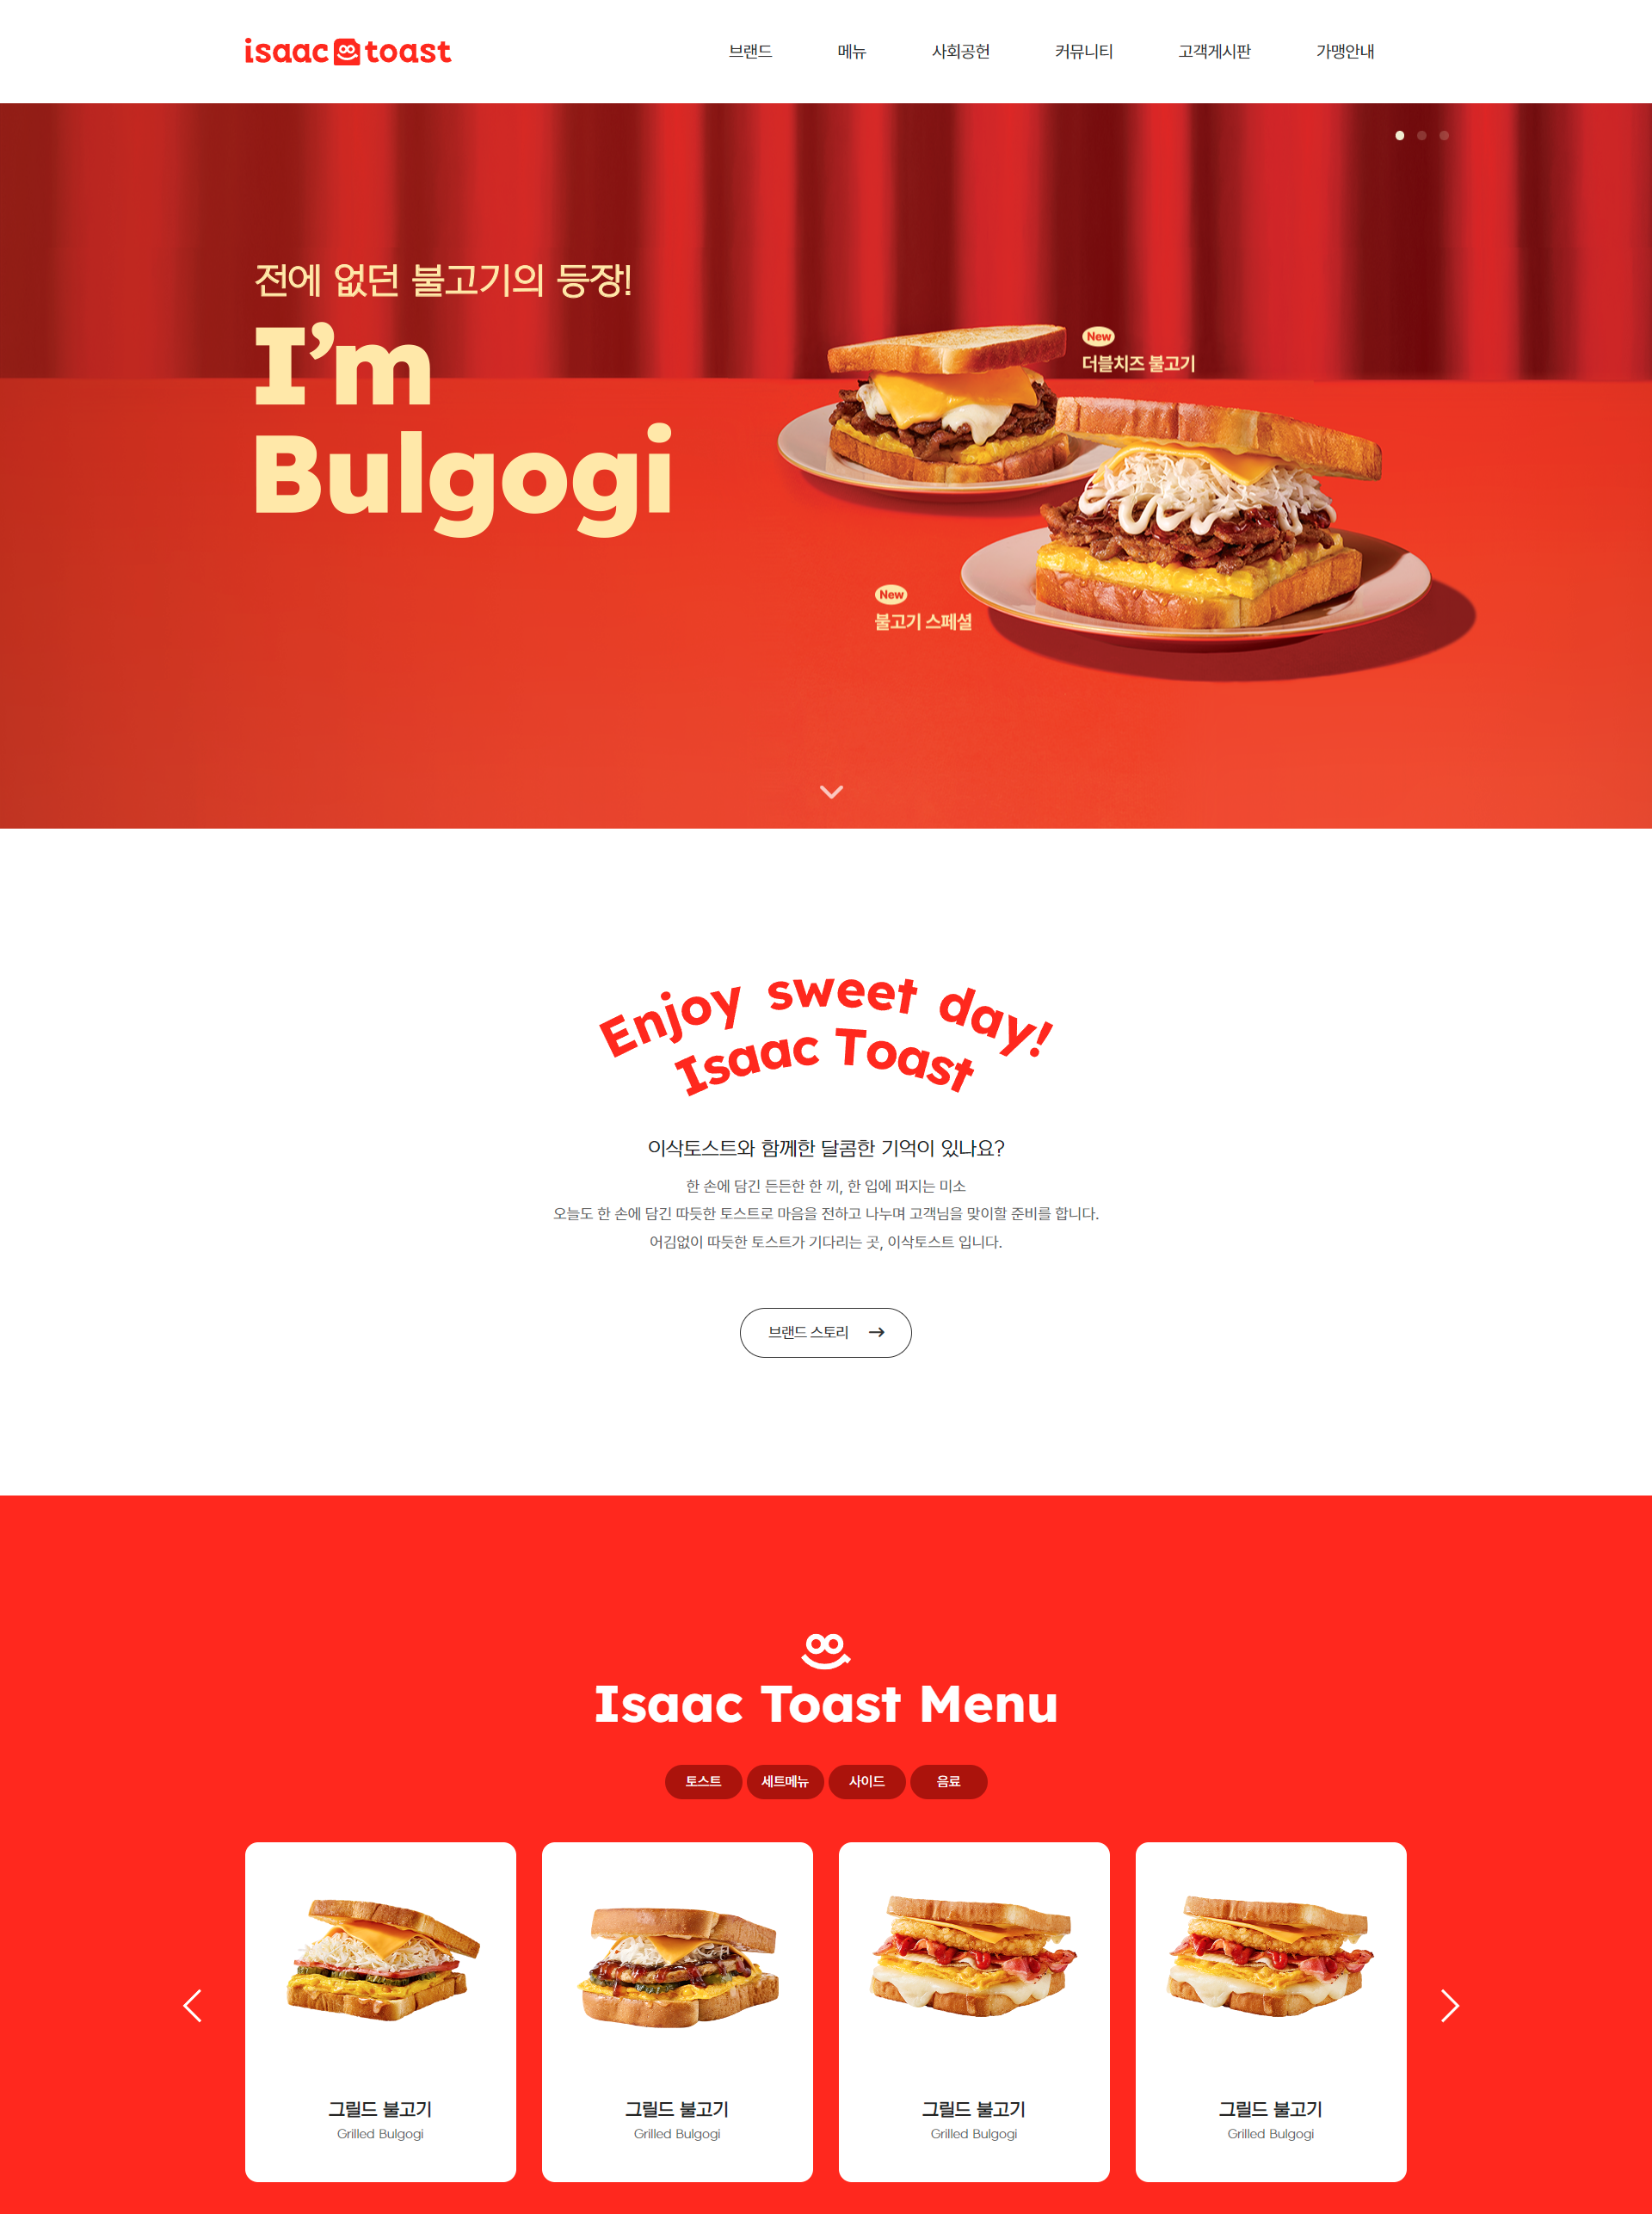 isaac toast
브랜드 메뉴 사회공헌 커뮤니티 고객게시판 가맹안내
전에 없던 불고기의 등장!
I’m
Bulgogi
New
더블치즈 불고기
New
불고기 스페셜
Enjoy sweet day!
Isaac Toast
이삭토스트와 함께한 달콤한 기억이 있나요?
한 손에 담긴 든든한 한 끼, 한 입에 퍼지는 미소
오늘도 한 손에 담긴 따듯한 토스트로 마음을 전하고 나누며 고객님을 맞이할 준비를 합니다.
어김없이 따듯한 토스트가 기다리는 곳, 이삭토스트 입니다.
브랜드 스토리
Isaac Toast Menu
토스트 세트메뉴 사이드 음료
그릴드 불고기
Grilled Bulgogi
그릴드 불고기
Grilled Bulgogi
그릴드 불고기
Grilled Bulgogi
그릴드 불고기
Grilled Bulgogi